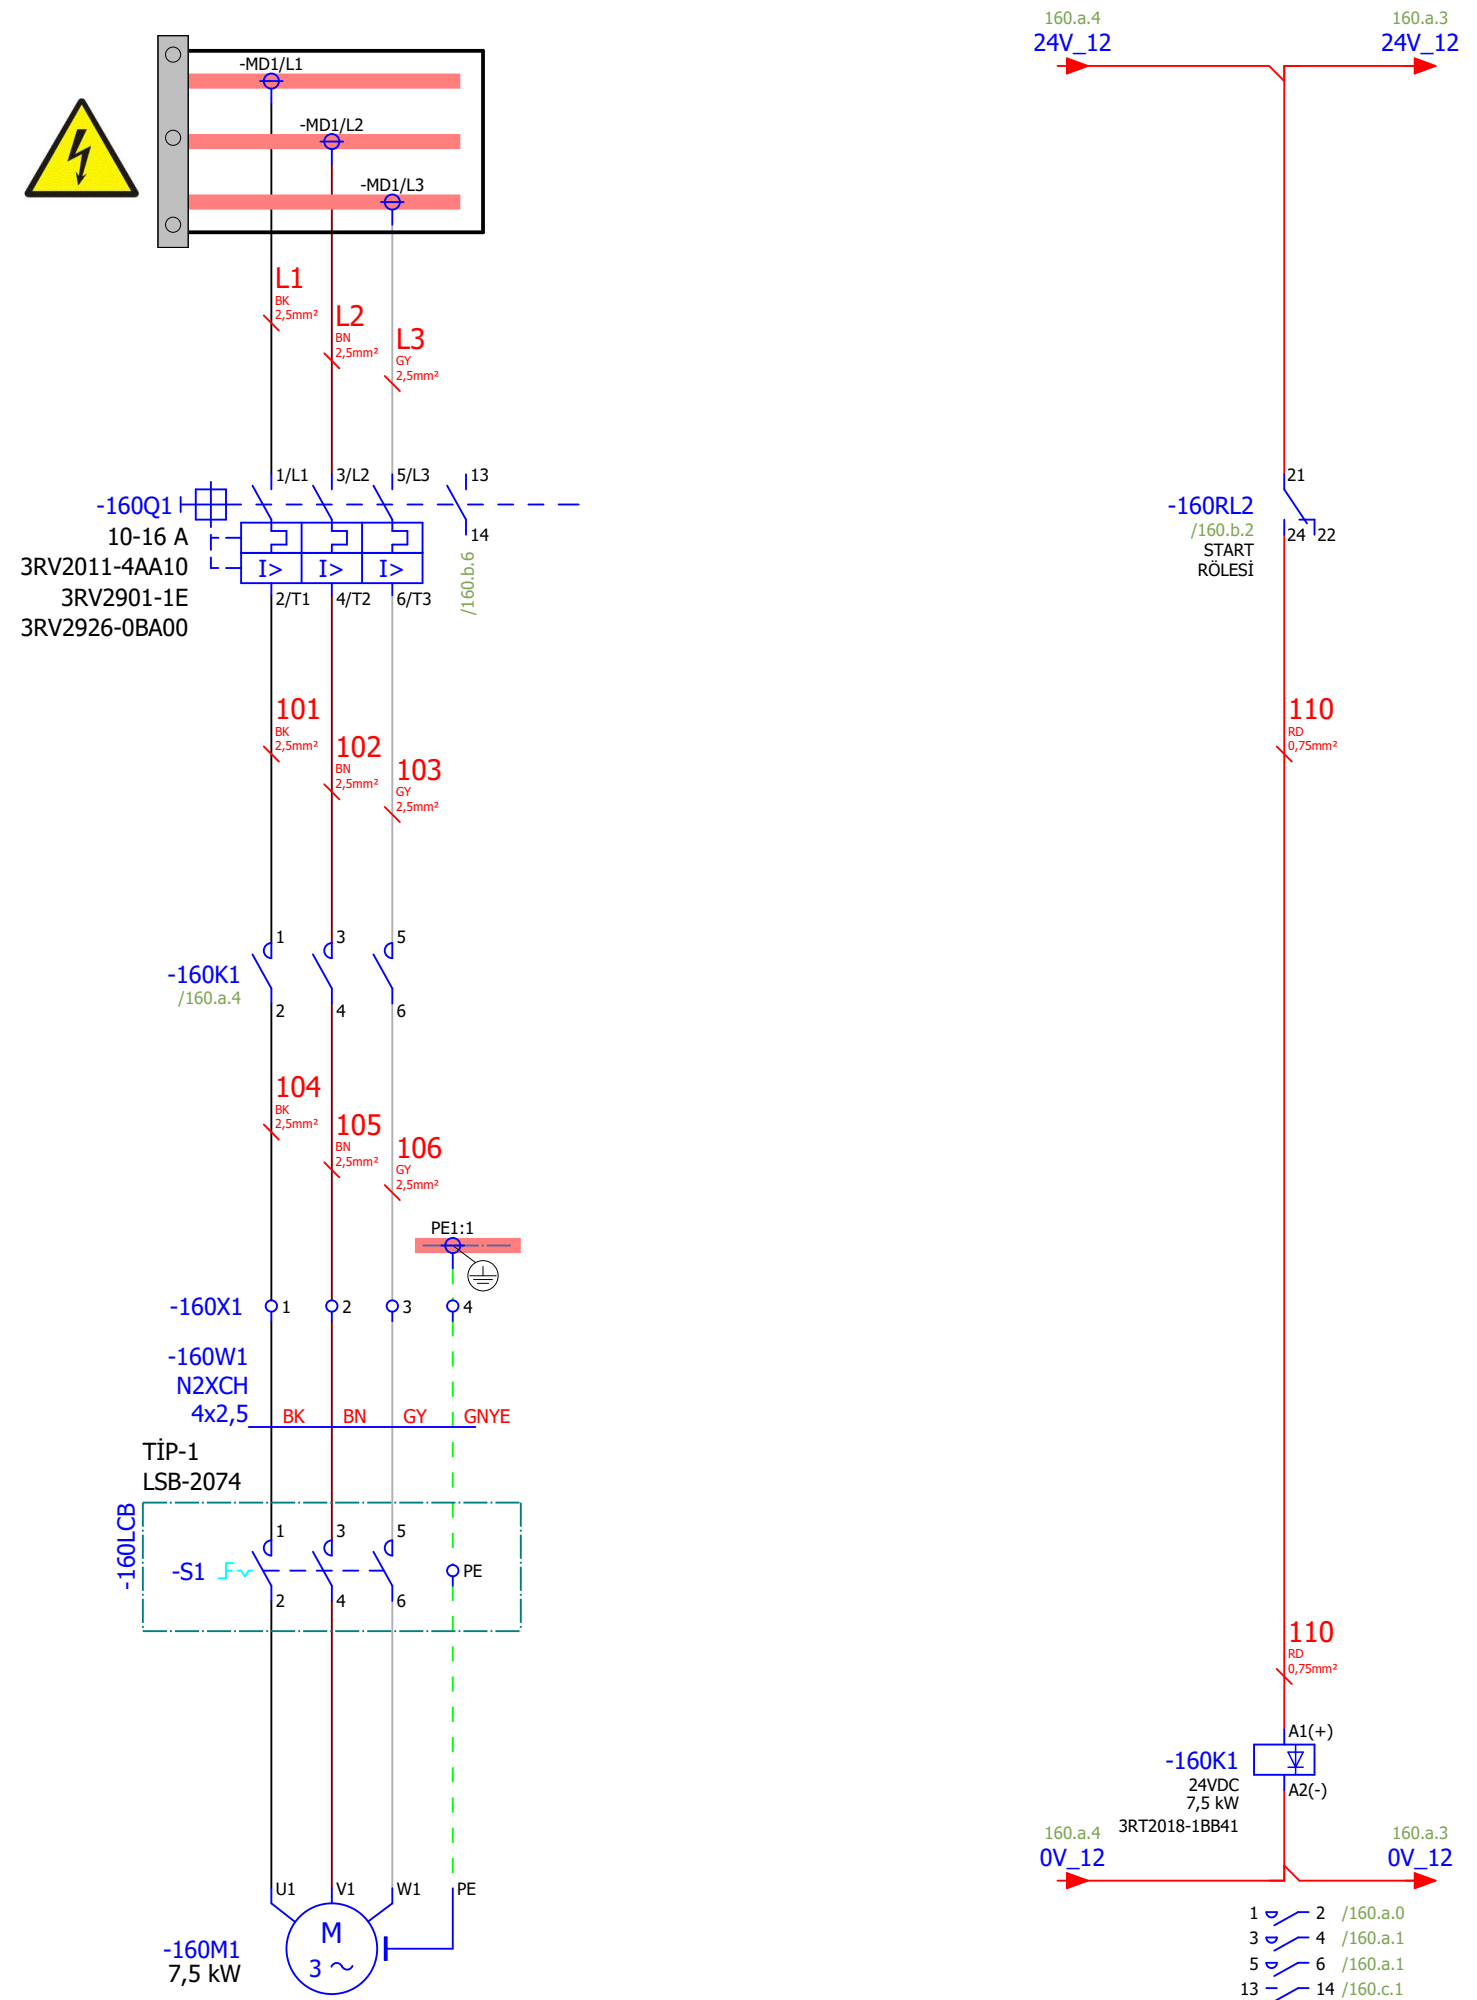 -MD1/L1
-MD1/L2
-MD1/L3
L1
BK
2,5mm²
L2
BN
2,5mm²
L3
GY
2,5mm²
-160Q1
10-16 A
3RV2011-4AA10
3RV2901-1E
3RV2926-0BA00
1/L1
3/L2
5/L3
13
14
I>
I>
I>
2/T1
4/T2
6/T3
/160.b.6
101
BK
2,5mm²
102
BN
2,5mm²
103
GY
2,5mm²
-160K1
/160.a.4
1
3
5
2
4
6
104
BK
2,5mm²
105
BN
2,5mm²
106
GY
2,5mm²
PE1:1
-160X1
1
2
3
4
-160W1
N2XCH
4x2,5
BK
BN
GY
GNYE
TİP-1
LSB-2074
-160LCB
-S1
1
3
5
2
4
6
PE
U1
V1
W1
PE
M
3 ~
-160M1
7,5 kW
160.a.4
24V_12
160.a.3
24V_12
-160RL2
/160.b.2
START
RÖLESİ
21
24
22
110
RD
0,75mm²
110
RD
0,75mm²
A1(+)
-160K1
24VDC
7,5 kW
3RT2018-1BB41
A2(-)
160.a.4
0V_12
160.a.3
0V_12
1 2 /160.a.0
3 4 /160.a.1
5 6 /160.a.1
13 14 /160.c.1